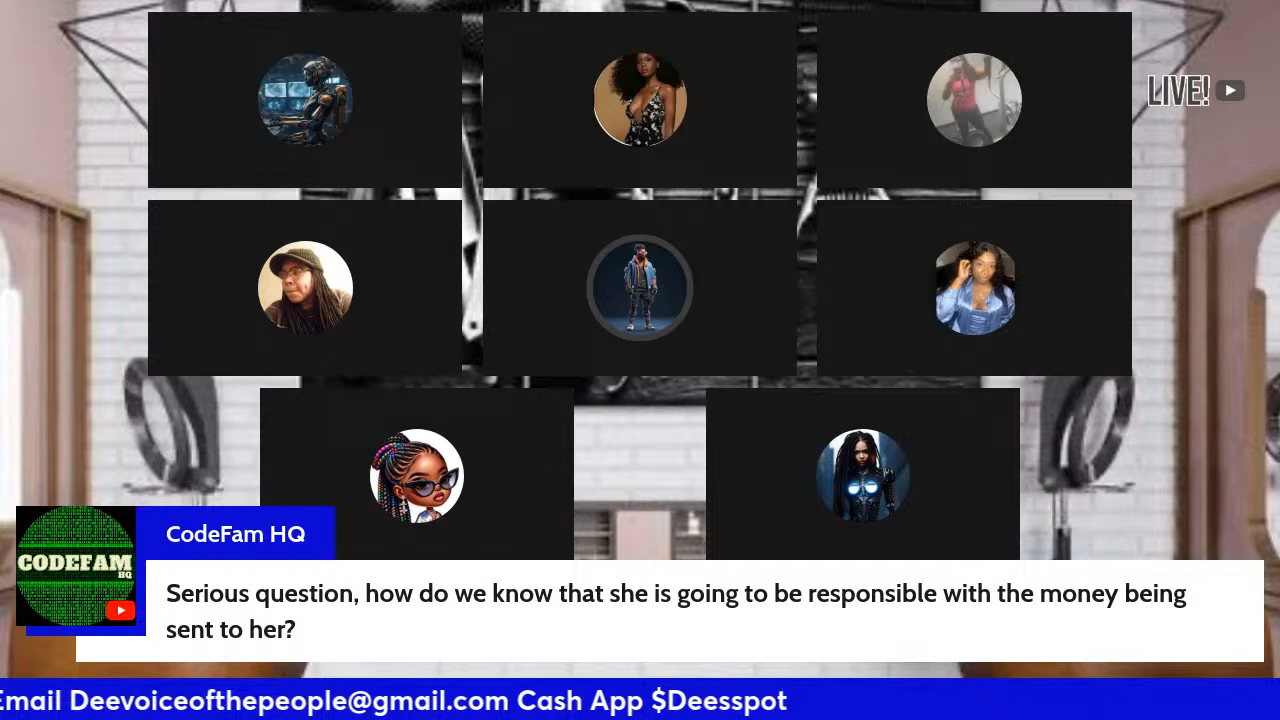 LIVE!
CodeFam HQ
CODEFAM
HQ
Serious question, how do we know that she is going to be responsible with the money being
sent to her?
Email Deevoiceofthepeople@gmail.com Cash App $Deesspot